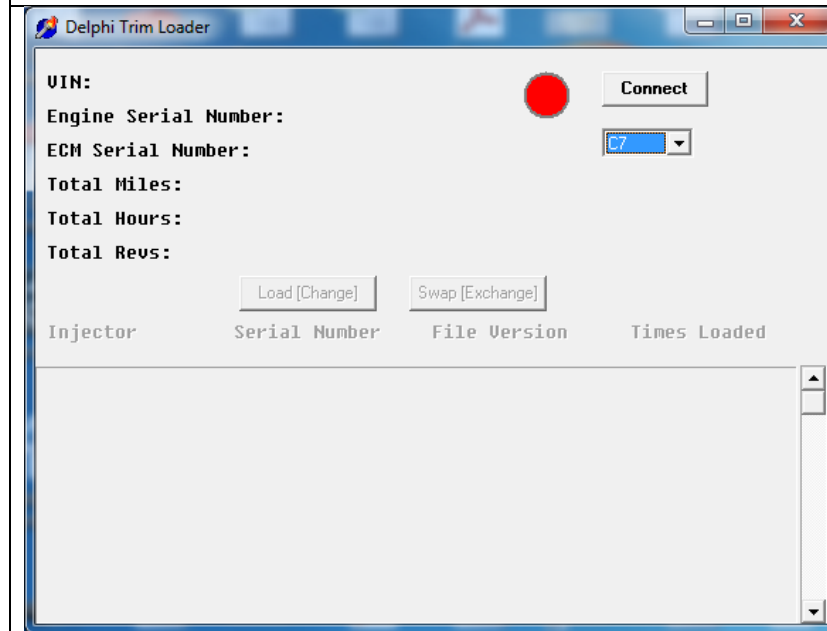 Delphi Trim Loader
VIN:
Connect
Engine Serial Number:
ECM Serial Number:
C7
Total Miles:
Total Hours:
Total Revs:
Load [Change] Swap [Exchange]
Injector Serial Number File Version Times Loaded